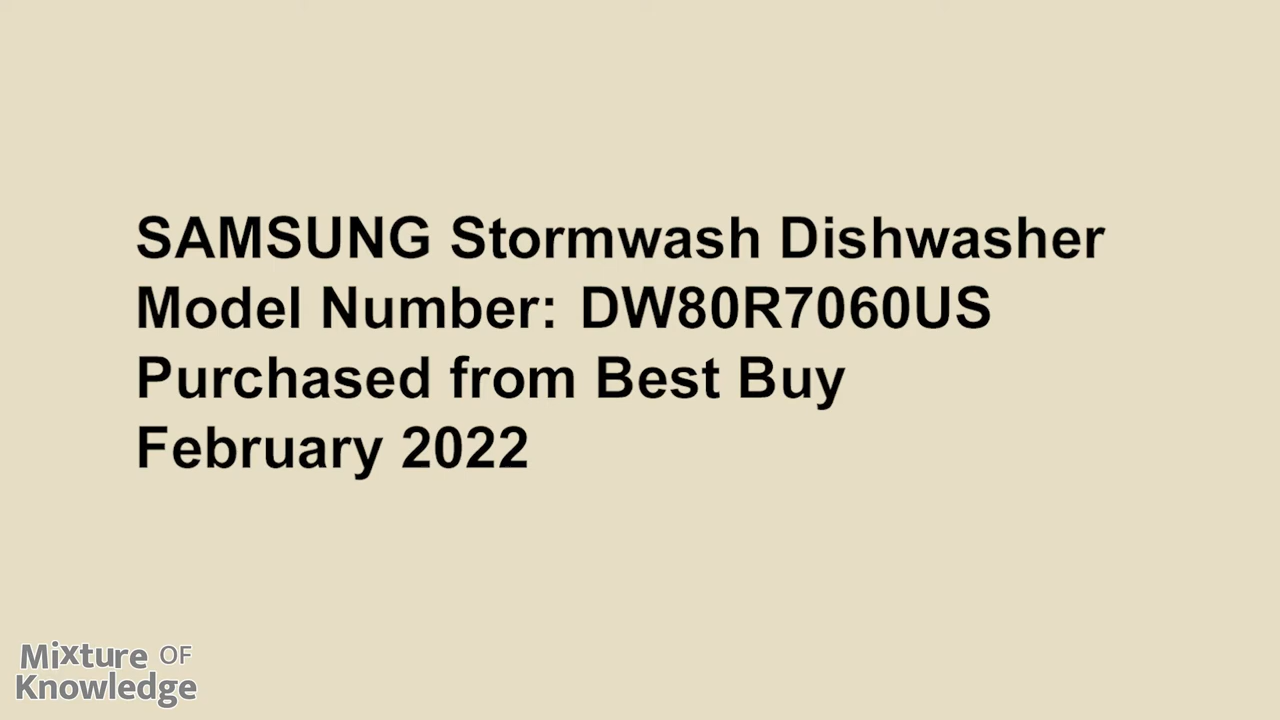 SAMSUNG Stormwash Dishwasher
Model Number: DW80R7060US
Purchased from Best Buy
February 2022
Mixture OF
Knowledge